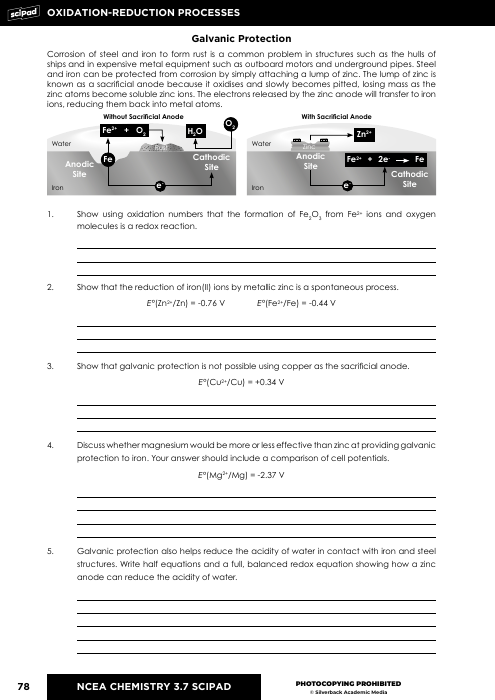 scipad OXIDATION-REDUCTION PROCESSES
Galvanic Protection
Corrosion of steel and iron to form rust is a common problem in structures such as the hulls of
ships and in expensive metal equipment such as outboard motors and underground pipes. Steel
and iron can be protected from corrosion by simply attaching a lump of zinc. The lump of zinc is
known as a sacrificial anode because it oxidises and slowly becomes pitted, losing mass as the
zinc atoms become soluble zinc ions. The electrons released by the zinc anode will transfer to iron
ions, reducing them back into metal atoms.
Without Sacrificial Anode
Fe²⁺ + O₂
H₂O
O₂
Water
Rust
Anodic
Site
Fe
Cathodic
Site
Iron
e⁻
With Sacrificial Anode
Zn²⁺
Water
Zinc
Anodic
Site
Fe²⁺ + 2e⁻ → Fe
Cathodic
Site
Iron
e⁻
1. Show using oxidation numbers that the formation of Fe₂O₃ from Fe²⁺ ions and oxygen
molecules is a redox reaction.
2. Show that the reduction of iron(II) ions by metallic zinc is a spontaneous process.
E°(Zn²⁺/Zn) = -0.76 V E°(Fe²⁺/Fe) = -0.44 V
3. Show that galvanic protection is not possible using copper as the sacrificial anode.
E°(Cu²⁺/Cu) = +0.34 V
4. Discuss whether magnesium would be more or less effective than zinc at providing galvanic
protection to iron. Your answer should include a comparison of cell potentials.
E°(Mg²⁺/Mg) = -2.37 V
5. Galvanic protection also helps reduce the acidity of water in contact with iron and steel
structures. Write half equations and a full, balanced redox equation showing how a zinc
anode can reduce the acidity of water.
78 NCEA CHEMISTRY 3.7 SCIPAD
PHOTOCOPYING PROHIBITED
© Silverback Academic Media